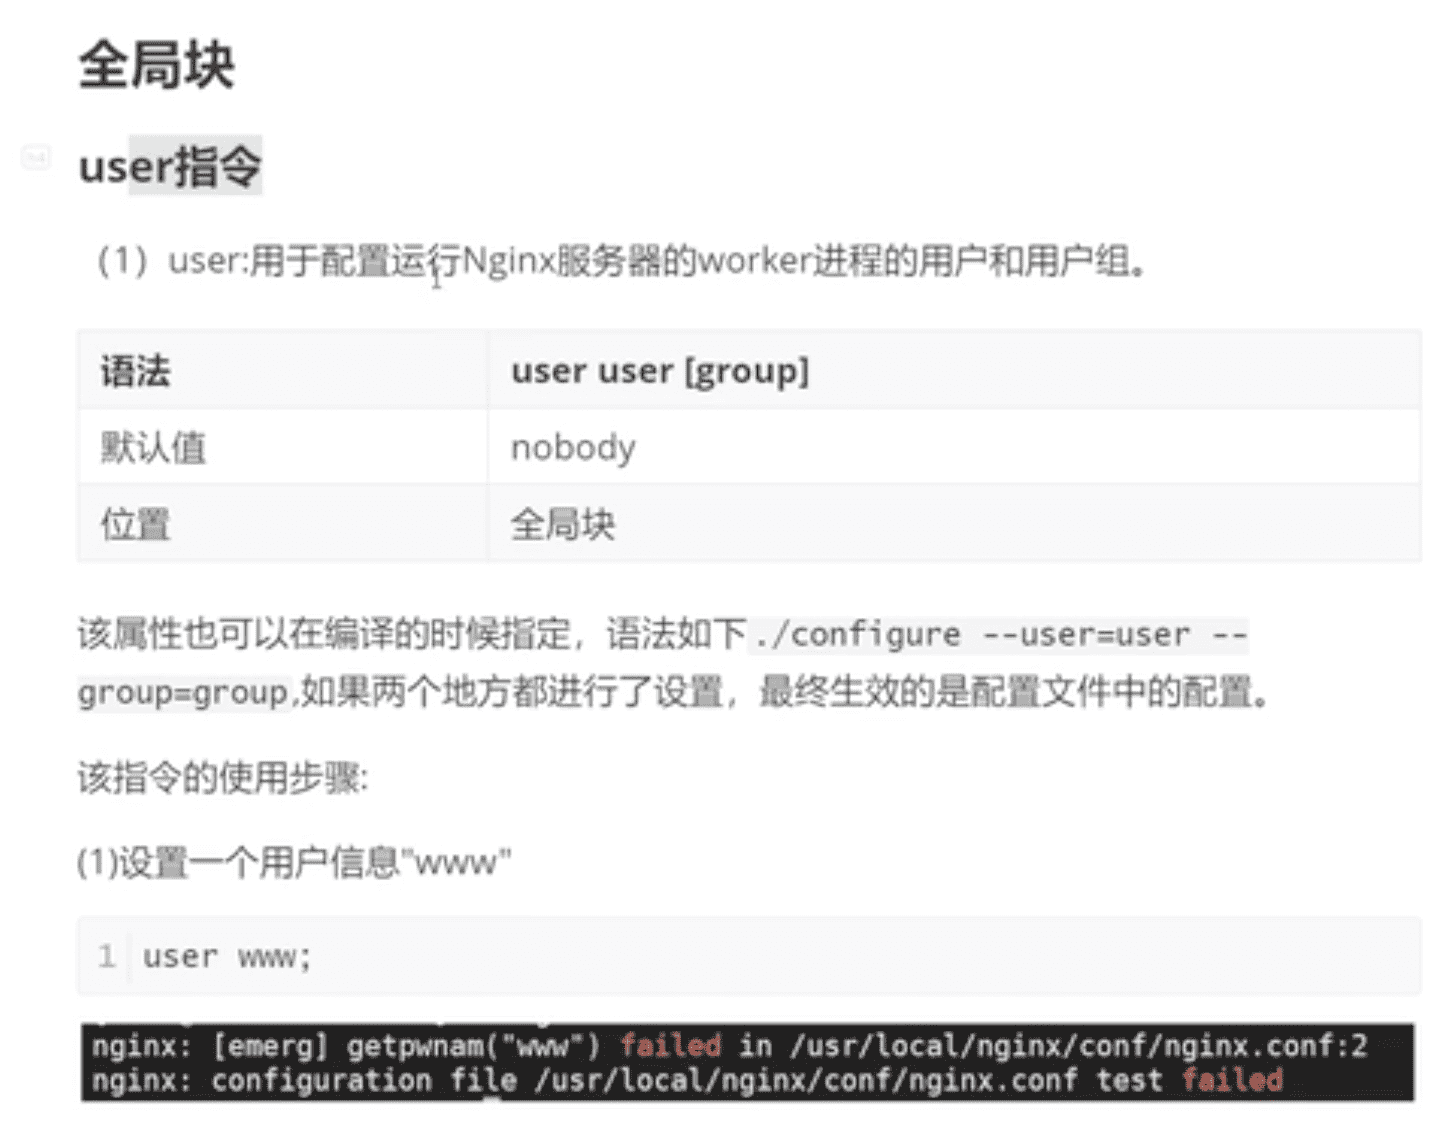 全局块
user指令
（1）user:用于配置运行Nginx服务器的worker进程的用户和用户组。
语法 user user [group]
默认值 nobody
位置 全局块
该属性也可以在编译的时候指定，语法如下./configure --user=user --
group=group,如果两个地方都进行了设置，最终生效的是配置文件中的配置。
该指令的使用步骤:
(1)设置一个用户信息"www"
1 user www;
nginx: [emerg] getpwnam("www") failed in /usr/local/nginx/conf/nginx.conf:2
nginx: configuration file /usr/local/nginx/conf/nginx.conf test failed